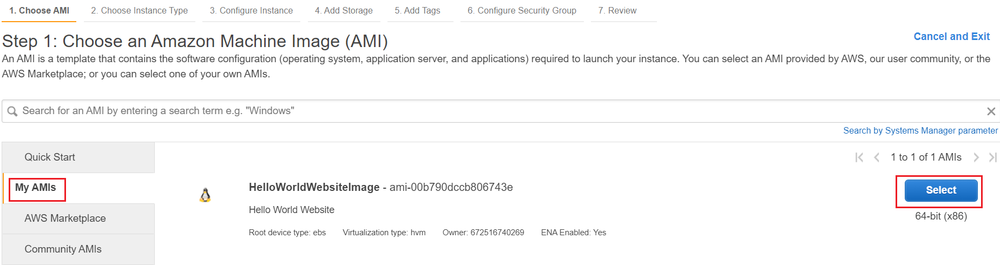 1. Choose AMI 2. Choose Instance Type 3. Configure Instance 4. Add Storage 5. Add Tags 6. Configure Security Group 7. Review
Step 1: Choose an Amazon Machine Image (AMI)
Cancel and Exit
An AMI is a template that contains the software configuration (operating system, application server, and applications) required to launch your instance. You can select an AMI provided by AWS, our user community, or the
AWS Marketplace; or you can select one of your own AMIs.
Search for an AMI by entering a search term e.g. "Windows"
Search by Systems Manager parameter
Quick Start
My AMIs
AWS Marketplace
Community AMIs
1 to 1 of 1 AMIs
HelloWorldWebsiteImage - ami-00b790dccb806743e
Hello World Website
Root device type: ebs Virtualization type: hvm Owner: 672516740269 ENA Enabled: Yes
Select
64-bit (x86)